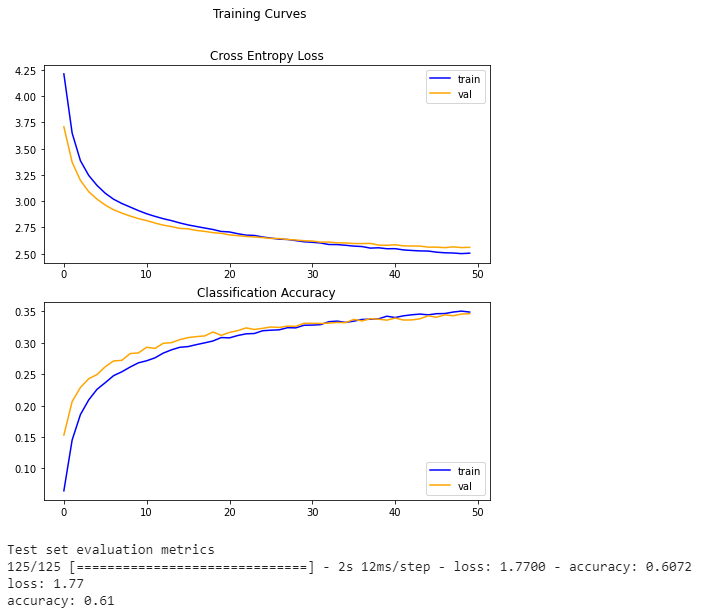 Training Curves
Cross Entropy Loss
4.25
4.00
3.75
3.50
3.25
3.00
2.75
2.50
train
val
0 10 20 30 40 50
Classification Accuracy
0.35
0.30
0.25
0.20
0.15
0.10
train
val
0 10 20 30 40 50
Test set evaluation metrics
125/125 [==============================] - 2s 12ms/step - loss: 1.7700 - accuracy: 0.6072
loss: 1.77
accuracy: 0.61